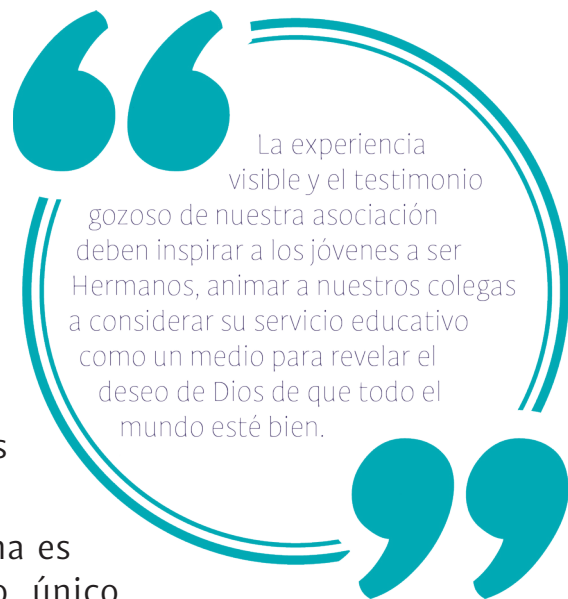 La experiencia
visible y el testimonio
gozoso de nuestra asociación
deben inspirar a los jóvenes a ser
Hermanos, animar a nuestros colegas
a considerar su servicio educativo
como un medio para revelar el
deseo de Dios de que todo el
mundo esté bien.
es
único